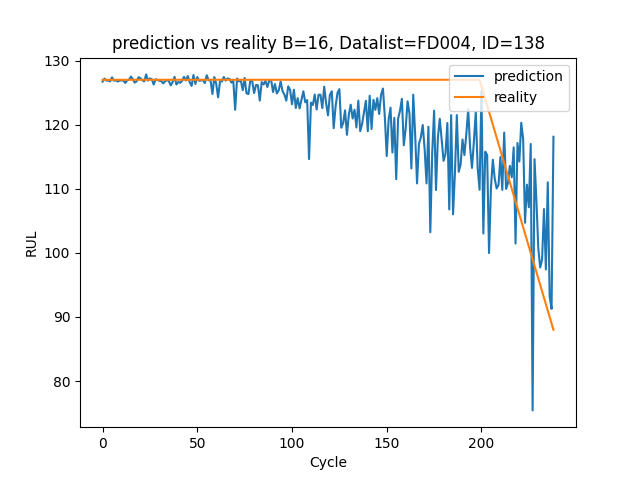 prediction vs reality B=16, Datalist=FD004, ID=138
130
120
110
100
90
80
RUL
prediction
reality
0
50
100
150
200
Cycle